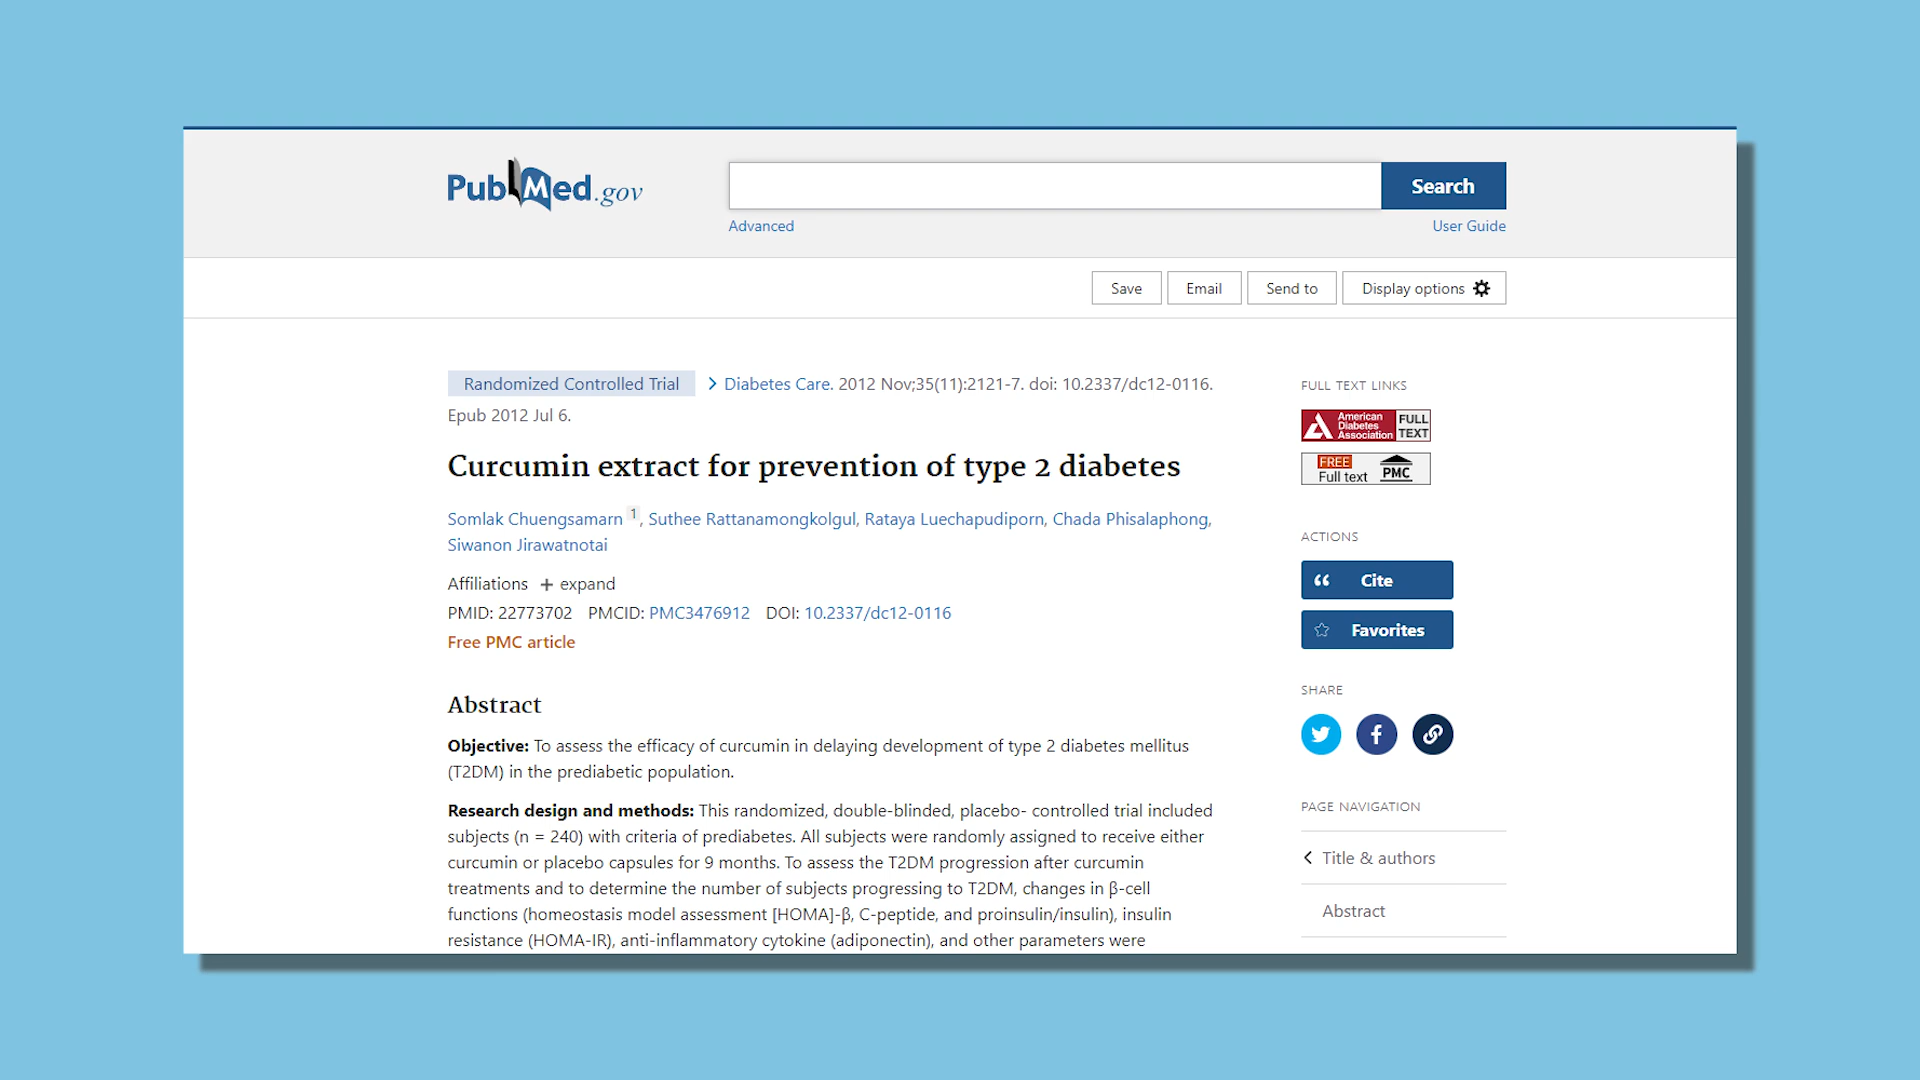 PubMed.gov
Search
Advanced
User Guide
Save
Email
Send to
Display options
Randomized Controlled Trial
Diabetes Care. 2012 Nov;35(11):2121-7. doi: 10.2337/dc12-0116.
Epub 2012 Jul 6.
Curcumin extract for prevention of type 2 diabetes
Somlak Chuengsamarn 1, Suthee Rattanamongkolgul, Rataya Luechapudiporn, Chada Phisalaphong,
Siwanon Jirawatnotai
Affiliations + expand
PMID: 22773702 PMCID: PMC3476912 DOI: 10.2337/dc12-0116
Free PMC article
Abstract
Objective: To assess the efficacy of curcumin in delaying development of type 2 diabetes mellitus
(T2DM) in the prediabetic population.
Research design and methods: This randomized, double-blinded, placebo- controlled trial included
subjects (n = 240) with criteria of prediabetes. All subjects were randomly assigned to receive either
curcumin or placebo capsules for 9 months. To assess the T2DM progression after curcumin
treatments and to determine the number of subjects progressing to T2DM, changes in β-cell
functions (homeostasis model assessment [HOMA]-β, C-peptide, and proinsulin/insulin), insulin
resistance (HOMA-IR), anti-inflammatory cytokine (adiponectin), and other parameters were
FULL TEXT LINKS
American
Diabetes
Association
FULL
TEXT
FREE
Full text
PMC
ACTIONS
Cite
Favorites
SHARE
PAGE NAVIGATION
Title & authors
Abstract